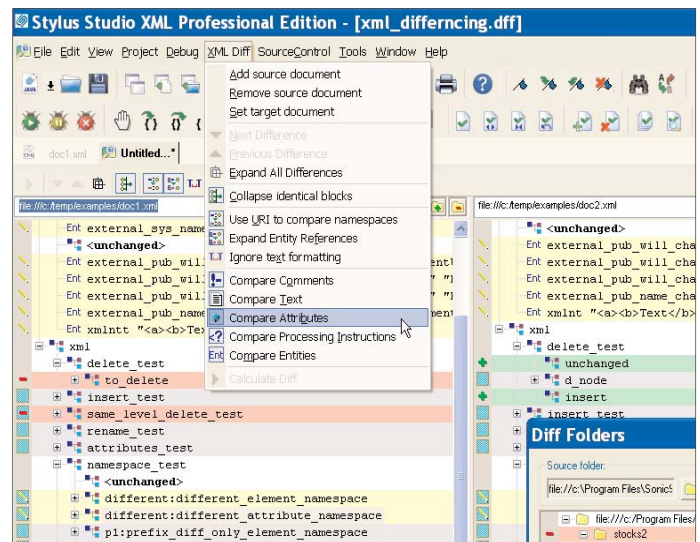 Stylus Studio XML Professional Edition - [xml_differncing.dff]
File Edit View Project Debug XML Diff SourceControl Tools Window Help
Add source document
Remove source document
Set target document
Next Difference
Previous Difference
Expand All Differences
Collapse identical blocks
Use URI to compare namespaces
Expand Entity References
Ignore text formatting
Compare Comments
Compare Text
Compare Attributes
Compare Processing Instructions
Compare Entities
Calculate Diff
doc1.xml Untitled...*
file:///c:/temp/examples/doc1.xml
Ent external_sys_name
<unchanged>
Ent external_pub_wil
Ent external_pub_wil
Ent external_pub_wil
Ent external_pub_name
Ent xmlntt "<a><b>Te
xml
delete_test
to_delete
insert_test
same_level_delete_test
rename_test
attributes_test
namespace_test
<unchanged>
different:different_element_namespace
different:different_attribute_namespace
p1:prefix_diff_only_element_namespace
file:///c:/temp/examples/doc2.xml
<unchanged>
Ent external_pub_will_cha
Ent external_pub_will_cha
Ent external_pub_will_cha
Ent external_pub_name_cha
Ent xmlnt "<a><b>Text</b>
xml
delete_test
unchanged
d_node
insert
insert_test
Diff Folders
Source folder:
file://c:\Program Files\Sonic
file:///c:/Program Files/
stocks2